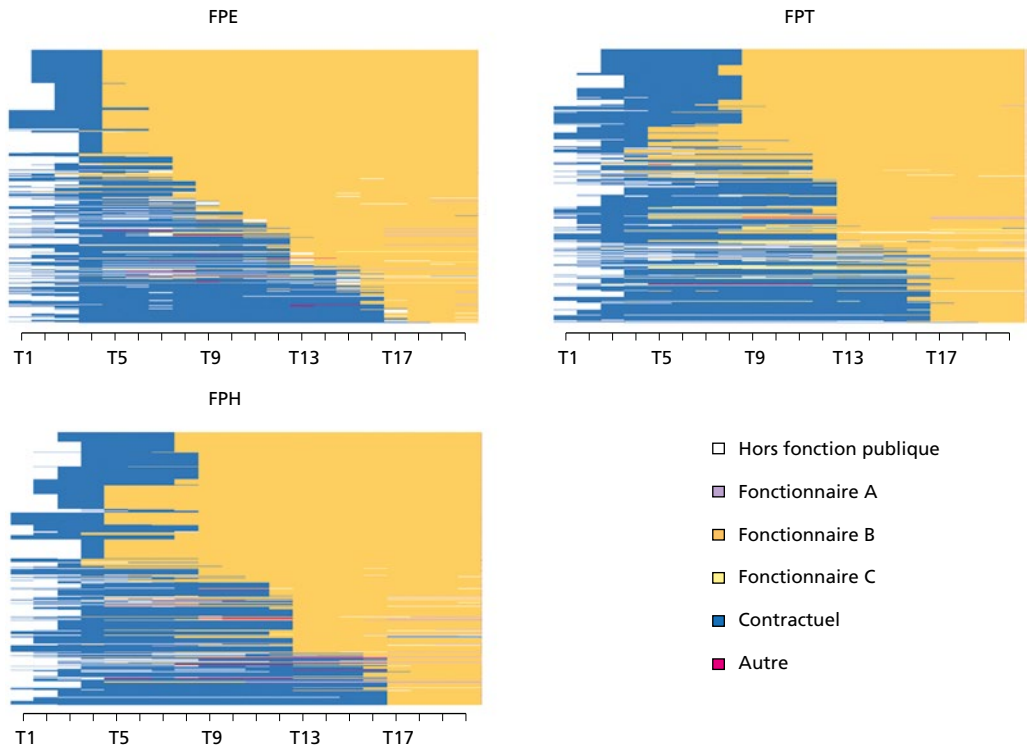 FPE
FPT
T1 T5 T9 T13 T17
T1 T5 T9 T13 T17
FPH
Hors fonction publique
Fonctionnaire A
Fonctionnaire B
Fonctionnaire C
Contractuel
Autre
T1 T5 T9 T13 T17